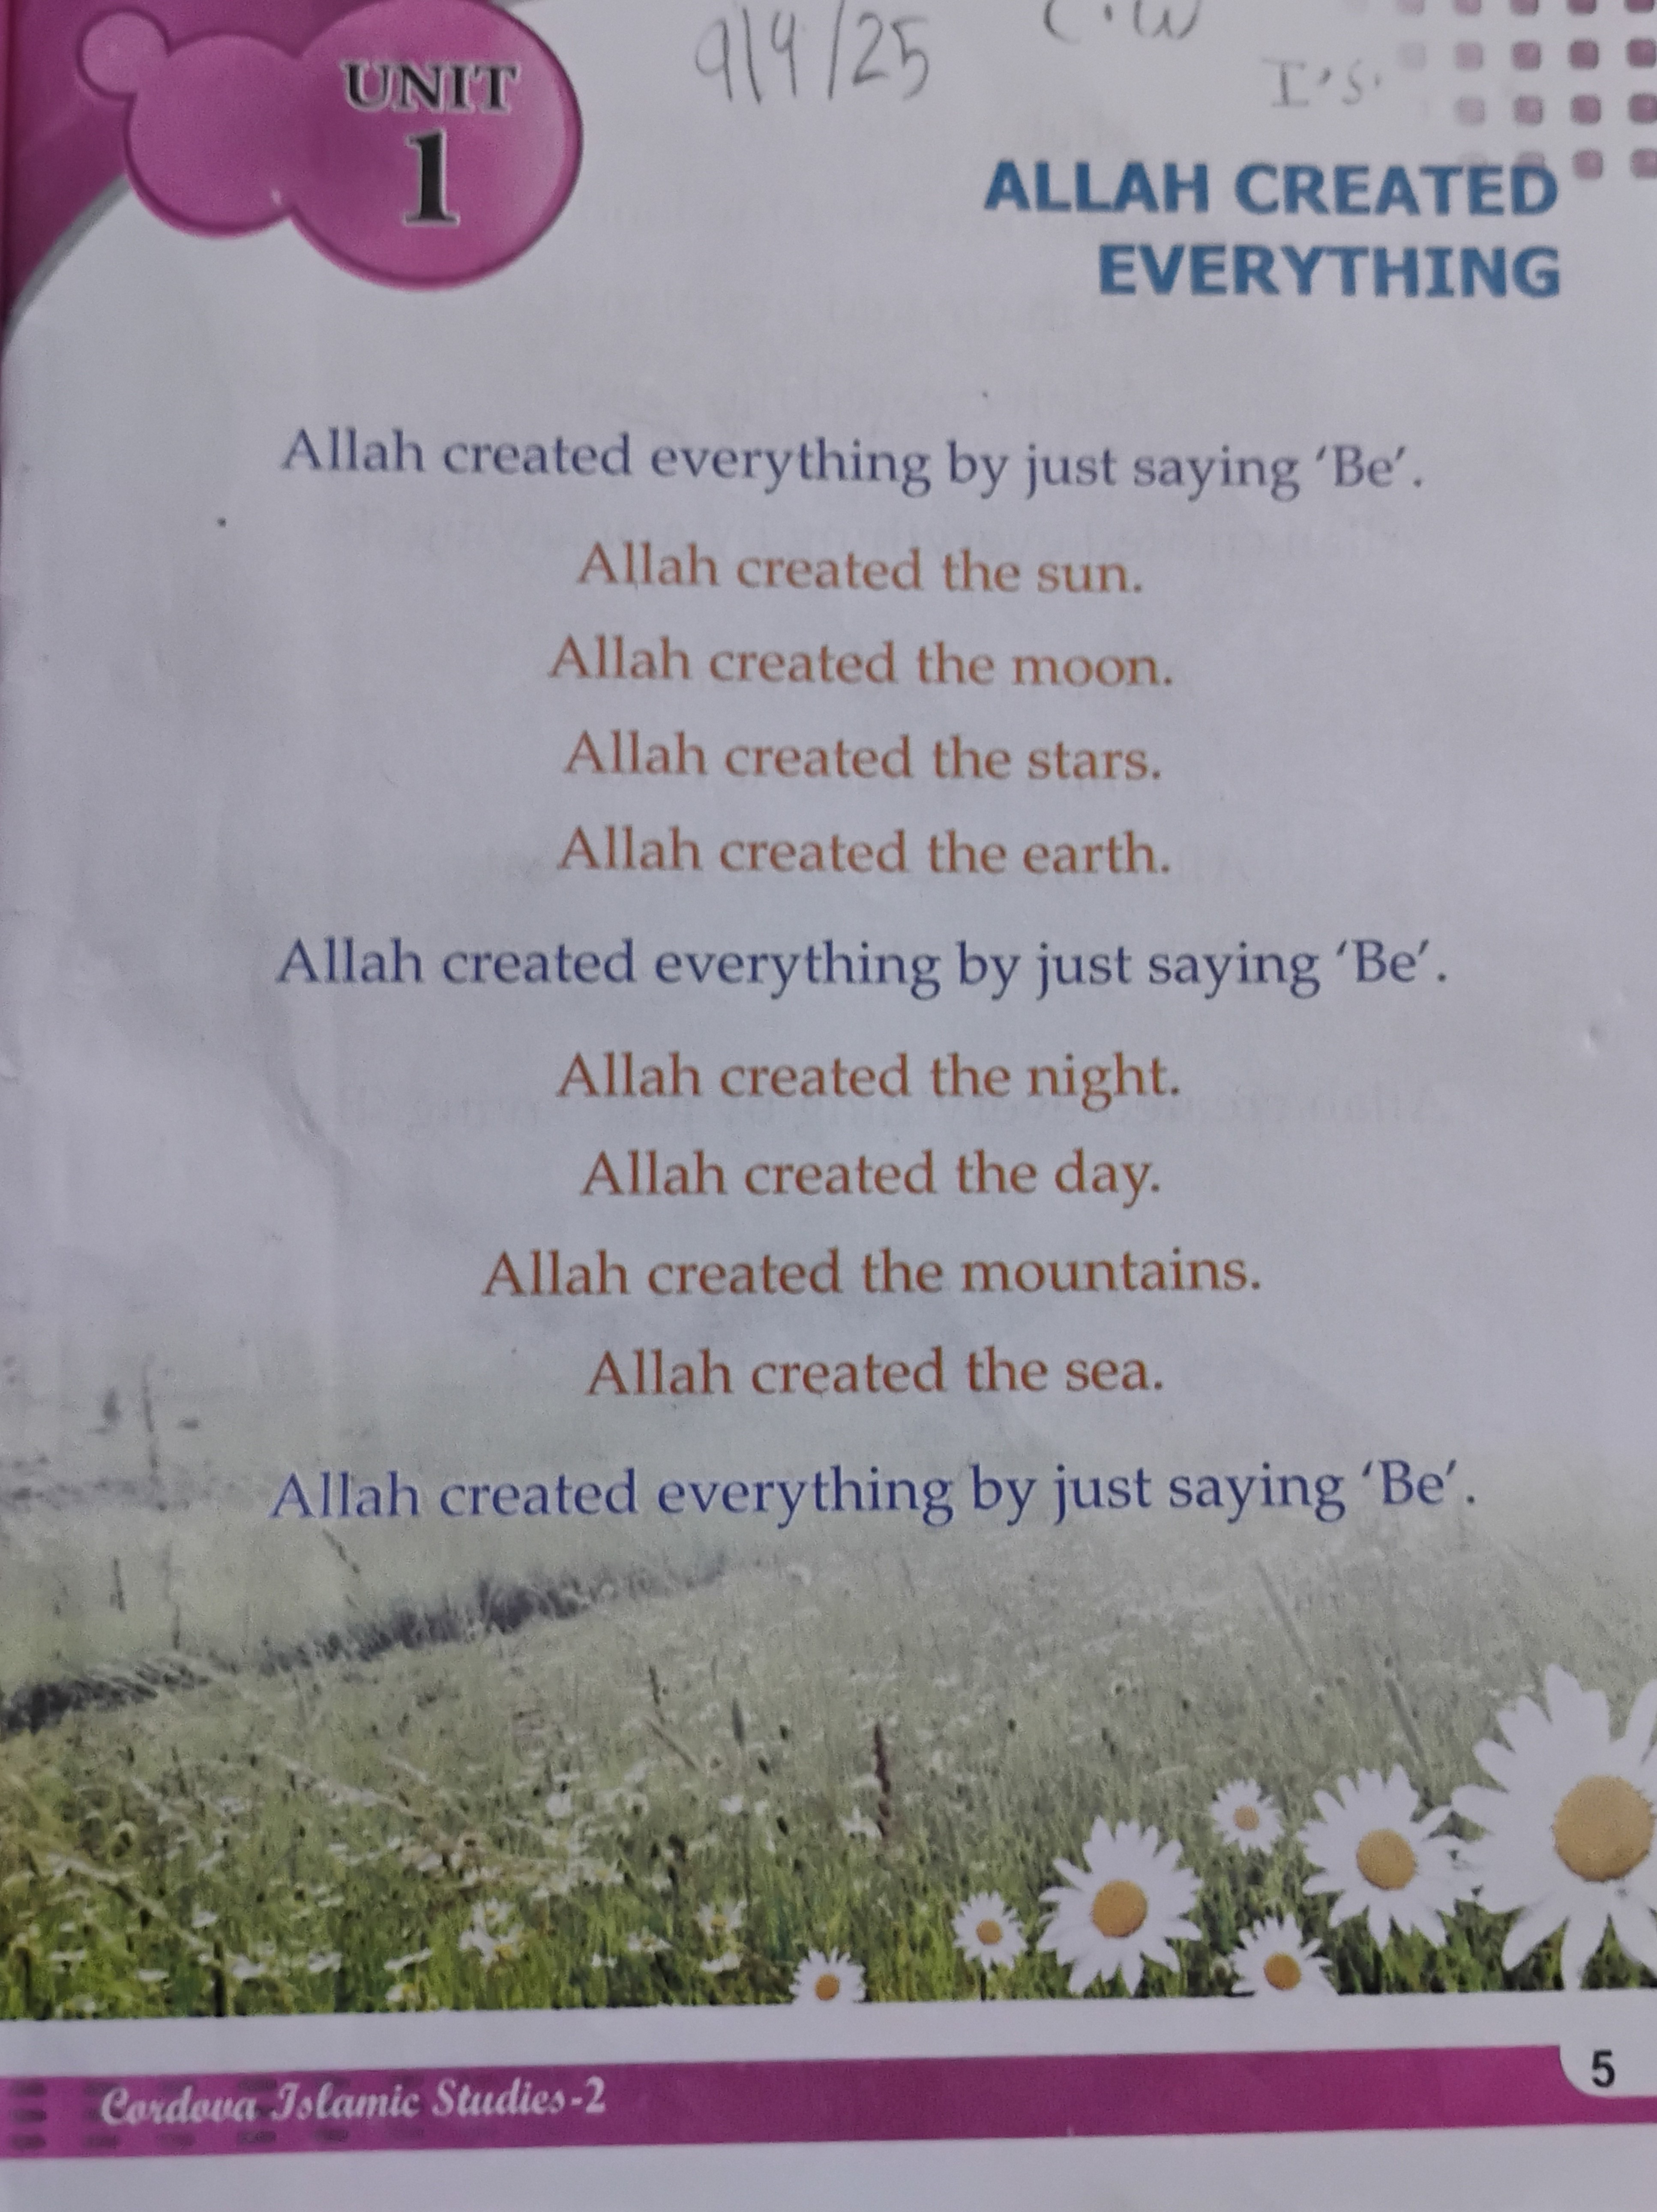 UNIT
1
9/9/25
C.W
I's.
ALLAH CREATED
EVERYTHING
Allah created everything by just saying ‘Be’.
Allah created the sun.
Allah created the moon.
Allah created the stars.
Allah created the earth.
Allah created everything by just saying ‘Be’.
Allah created the night.
Allah created the day.
Allah created the mountains.
Allah created the sea.
Allah created everything by just saying ‘Be’.
Cordova Islamic Studies-2
5